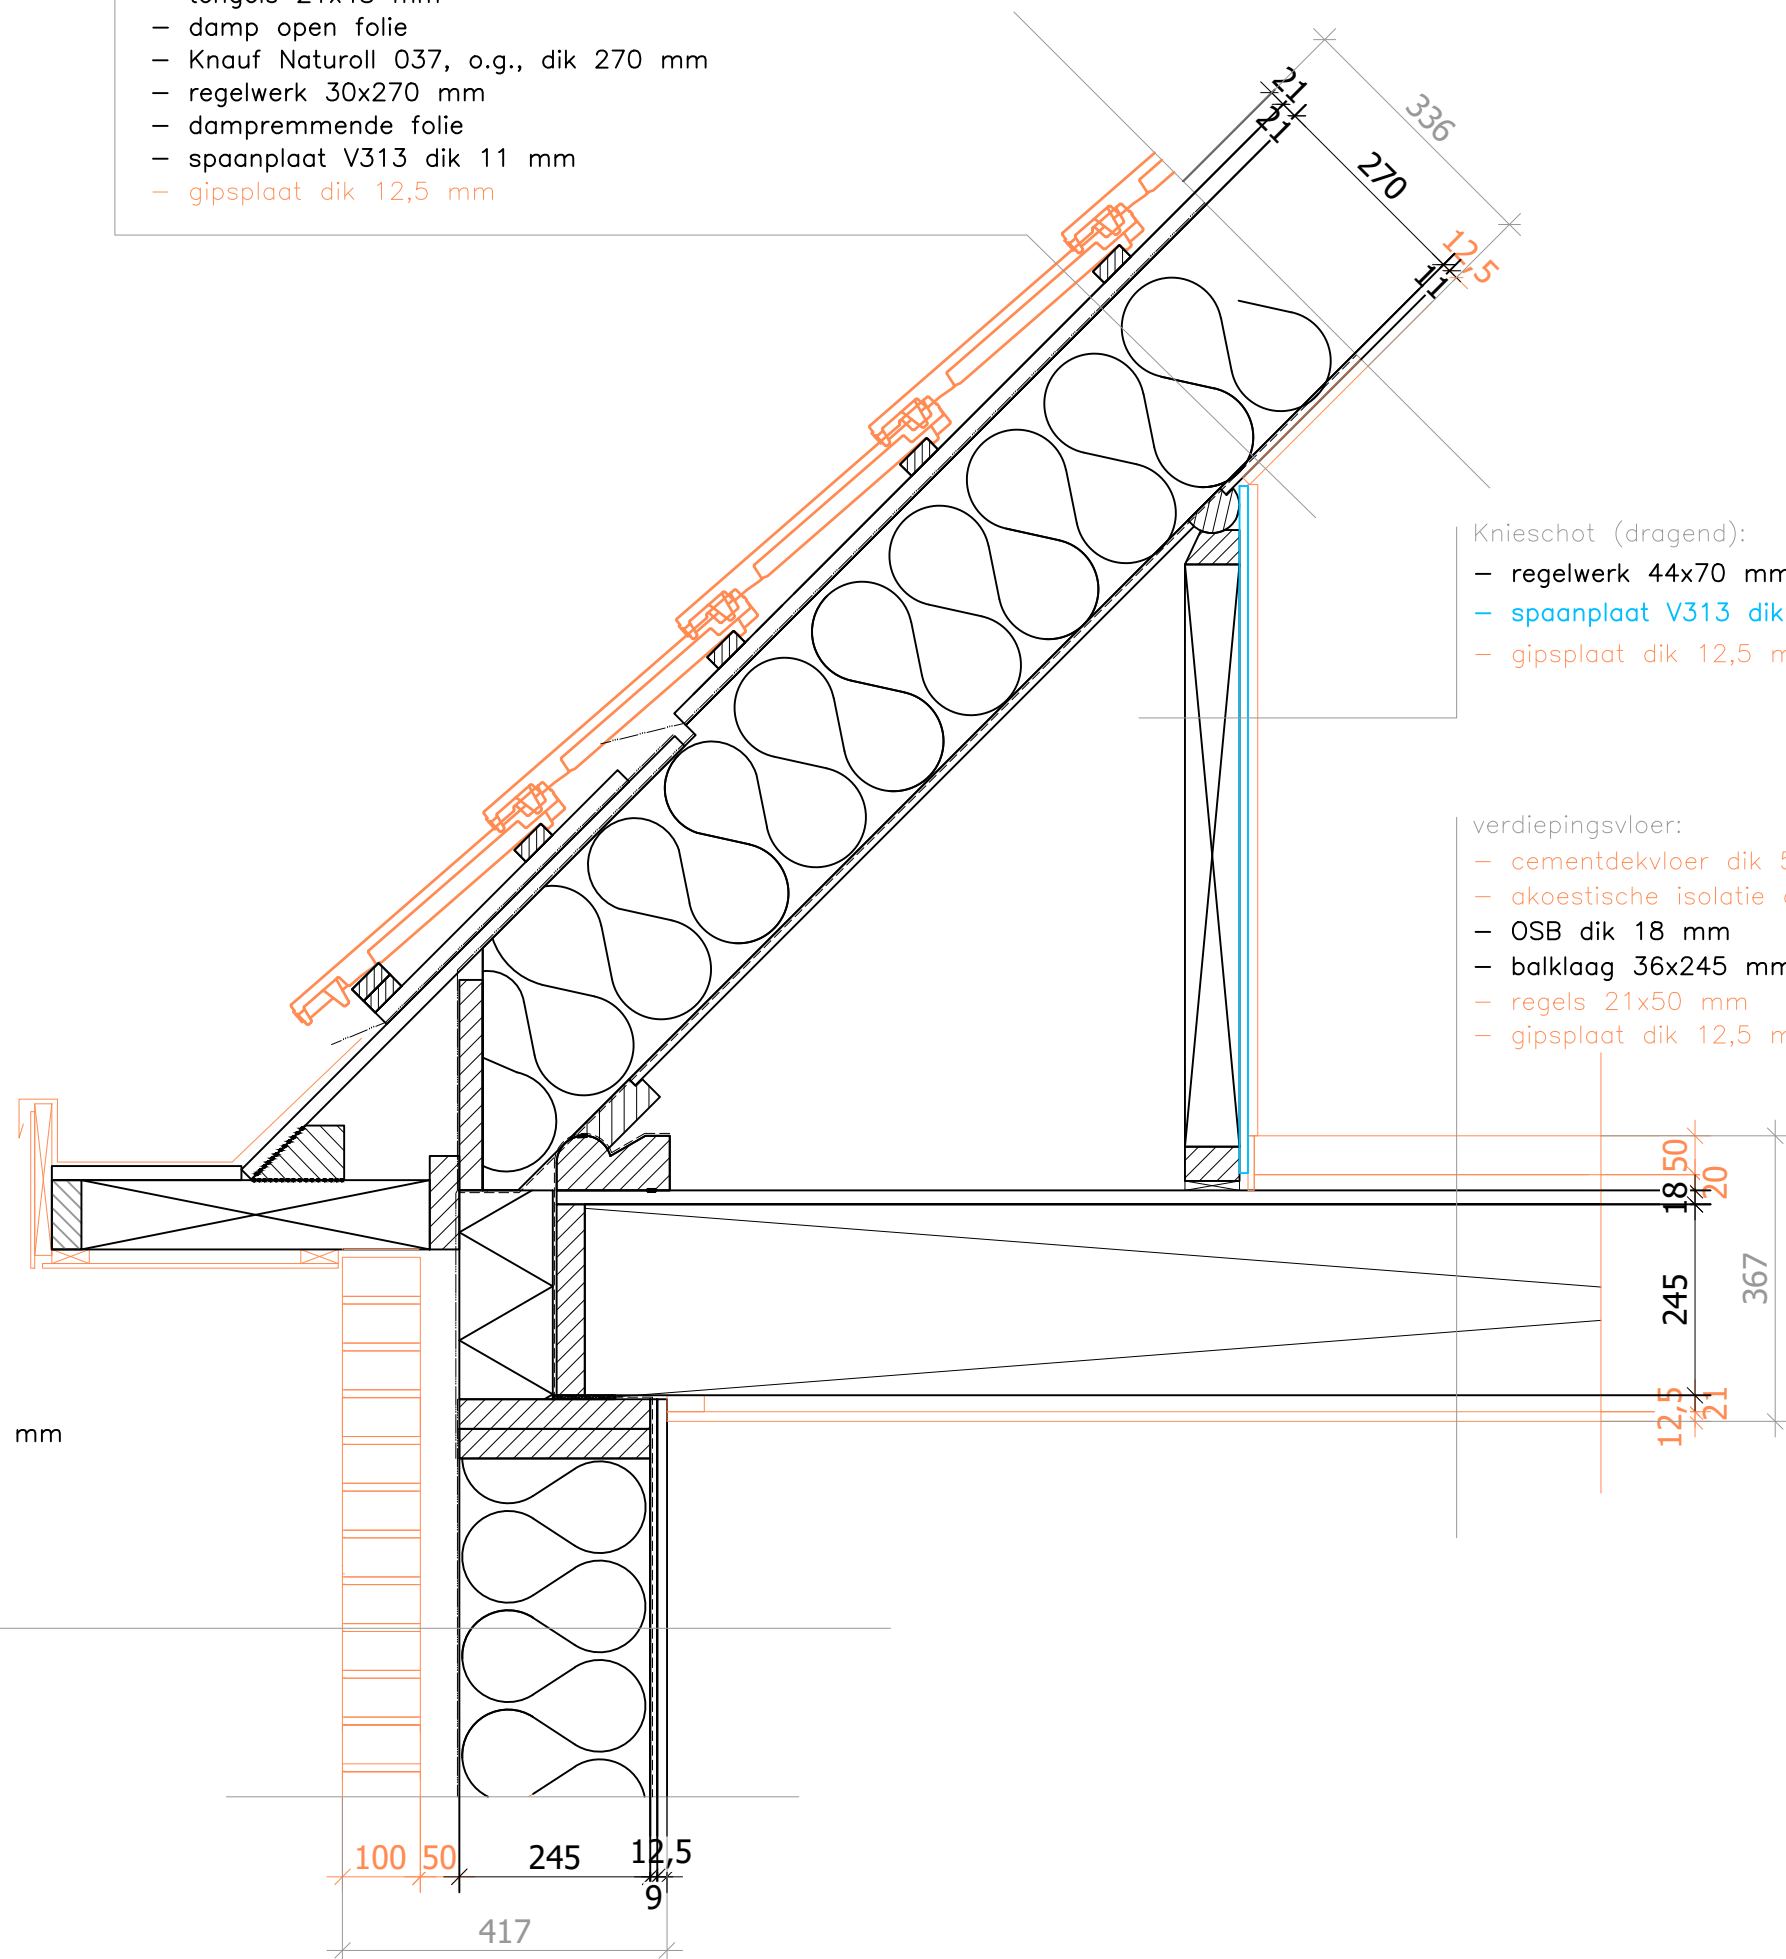 – damp open folie
– Knauf Naturoll 037, o.g., dik 270 mm
– regelwerk 30x270 mm
– dampremmende folie
– spaanplaat V313 dik 11 mm
– gipsplaat dik 12,5 mm
21
21
336
270
12,5
11
Knieschot (dragend):
– regelwerk 44x70 mm
– spaanplaat V313 dik
– gipsplaat dik 12,5 m
verdiepingsvloer:
– cementdekvloer dik 5
– akoestische isolatie
– OSB dik 18 mm
– balklaag 36x245 mm
– regels 21x50 mm
– gipsplaat dik 12,5 m
50
20
18
245
367
12,5
21
mm
100
50
245
12,5
9
417